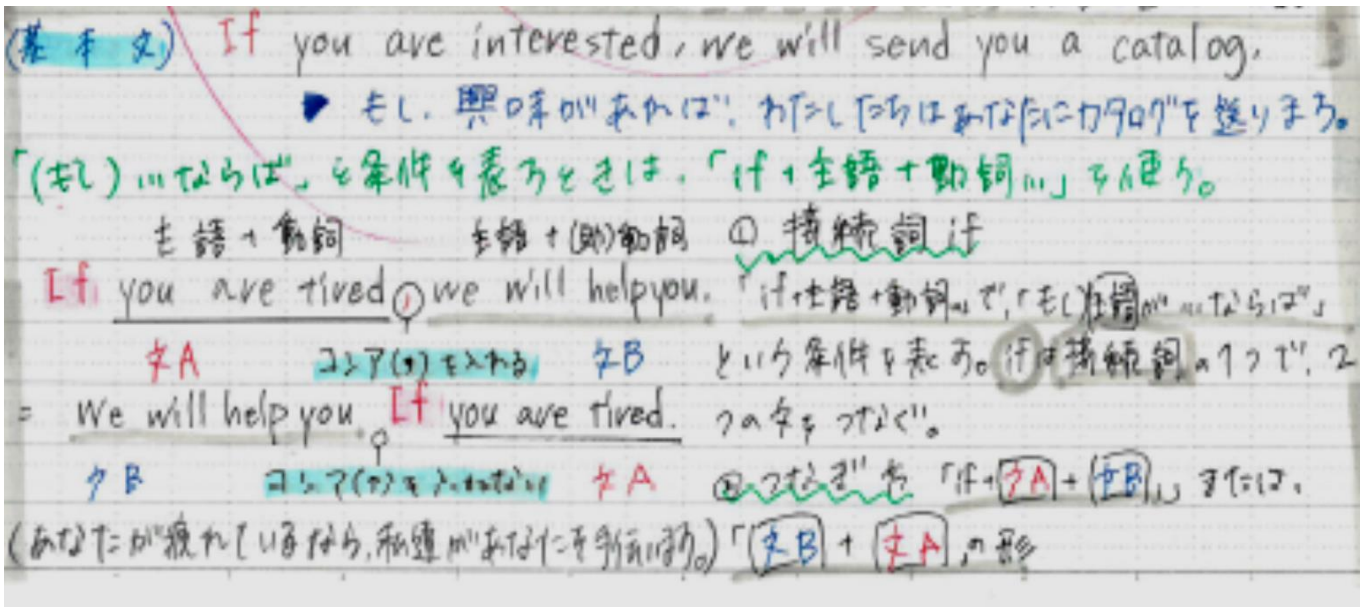 (基本文) If you are interested, we will send you a catalog.
▶ もし、興味があれば、わたしたちはあなたにカタログを送ります。
「(もし)...ならば」と条件を表すときは、「if+主語+動詞...」を使う。
主語+動詞 主語+(助)動詞
If you are tired, we will help you.
文A コンマ(,)を入れる 文B
= We will help you If you are tired.
文B コンマ(,)を入れない 文A
(あなたが疲れているなら、私達があなたを手伝います。)
① 接続詞 if
「if+主語+動詞...で、「(もし)主語が...ならば」
という条件を表す。ifは接続詞の1つで、2
つの文をつなぐ。
②つなぎ方 「if+文A+文B」、または、
「文B+文A」の形